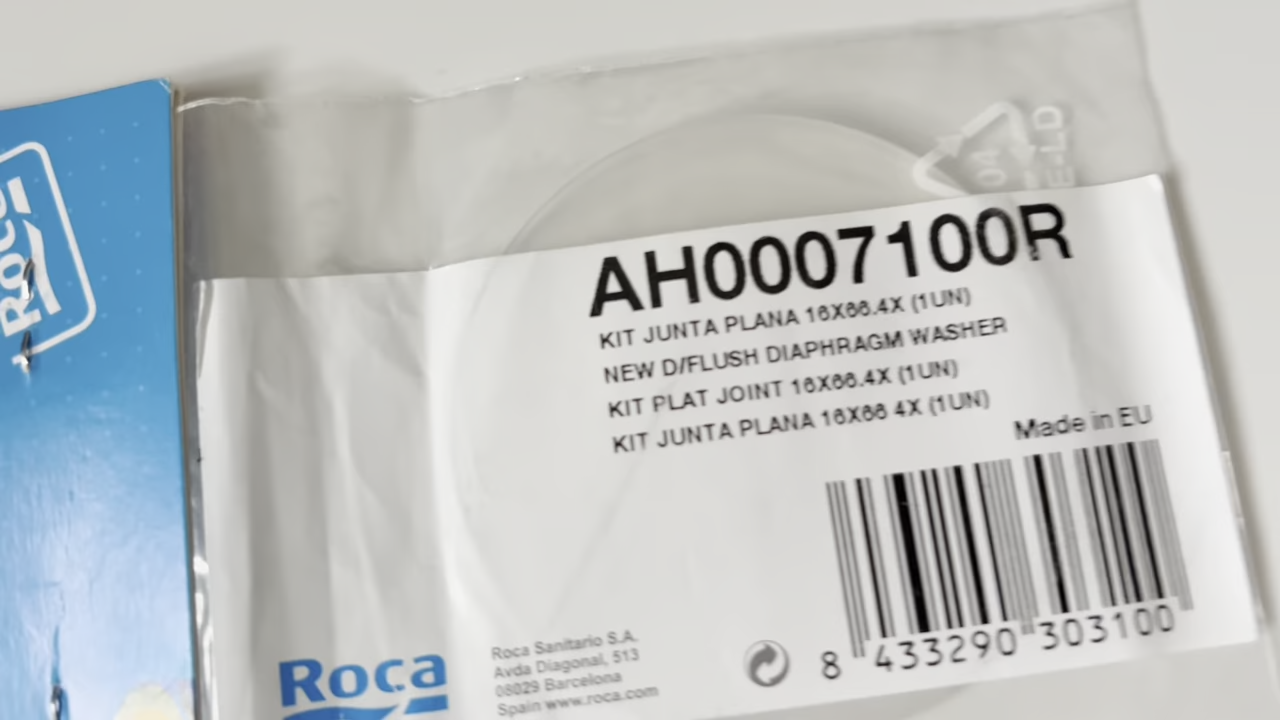 Roca
04
AH0007100R
KIT JUNTA PLANA 16X66.4X (1UN)
NEW D/FLUSH DIAPHRAGM WASHER
KIT PLAT JOINT 16X66.4X (1UN)
KIT JUNTA PLANA 16X66 4X (1UN)
Made in EU
8 433290 303100
Roca
Roca Sanitario S.A.
Avda Diagonal, 513
08029 Barcelona
Spain www.roca.com